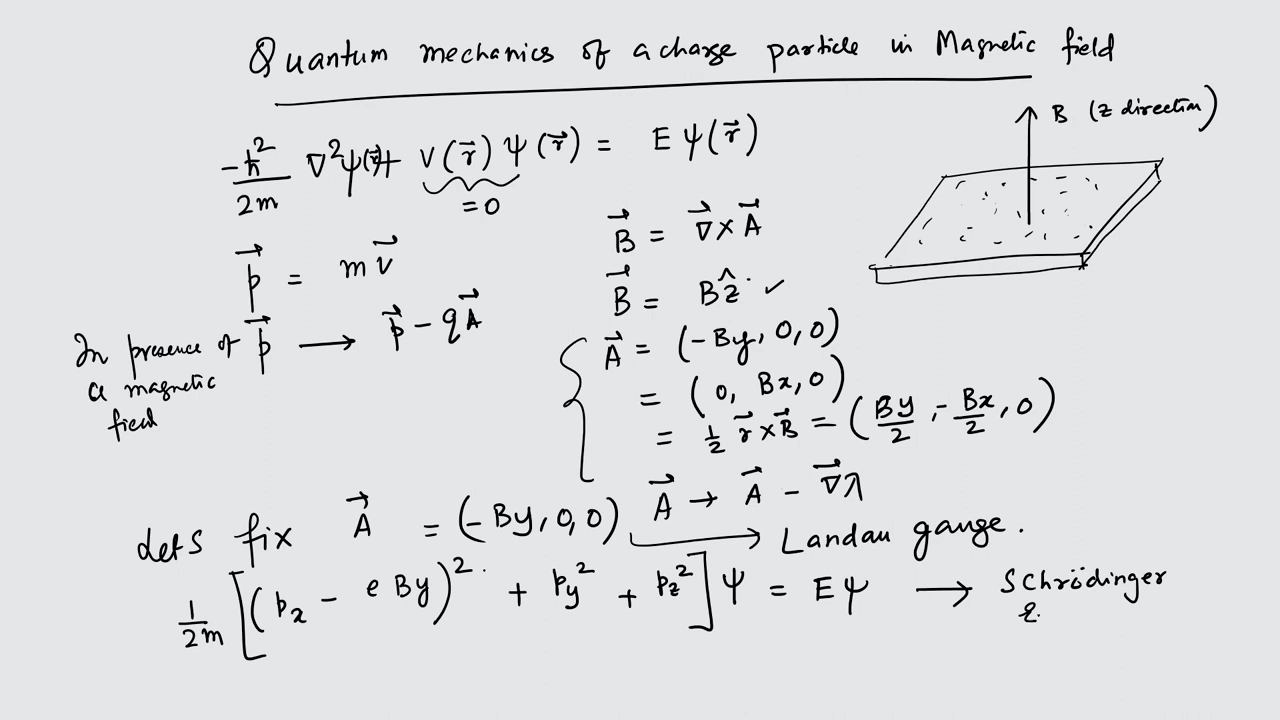 Quantum mechanics of a charge particle in Magnetic field
B (z direction)
-ħ²/2m ∇²ψ(r⃗) + V(r⃗) ψ(r⃗) = E ψ(r⃗)
= 0
B⃗ = ∇⃗ × A⃗
p⃗ = m v⃗
B⃗ = B ẑ ✓
In presence of a magnetic field p⃗ → p⃗ - qA⃗
A⃗ = (-By, 0, 0)
= (0, Bx, 0)
= ½ r⃗ × B⃗ = (By/2, -Bx/2, 0)
A⃗ → A⃗ - ∇⃗λ
Lets fix A⃗ = (-By, 0, 0) → Landau gauge.
1/2m [(px - eBy)² + py² + pz²] ψ = Eψ → Schrödinger